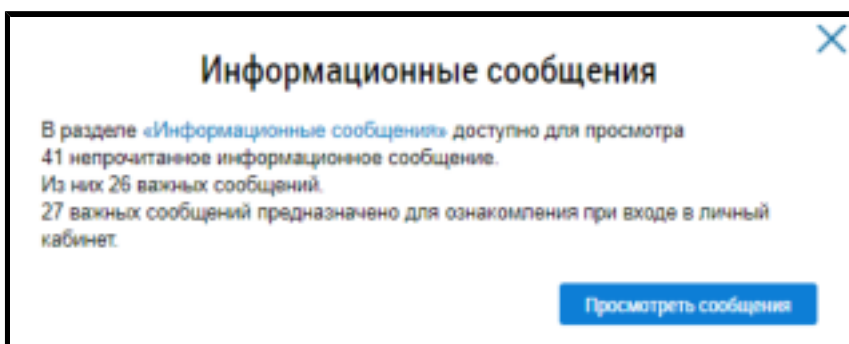 Информационные сообщения
В разделе «Информационные сообщения» доступно для просмотра
41 непрочитанное информационное сообщение.
Из них 26 важных сообщений.
27 важных сообщений предназначено для ознакомления при входе в личный
кабинет.
Просмотреть сообщения